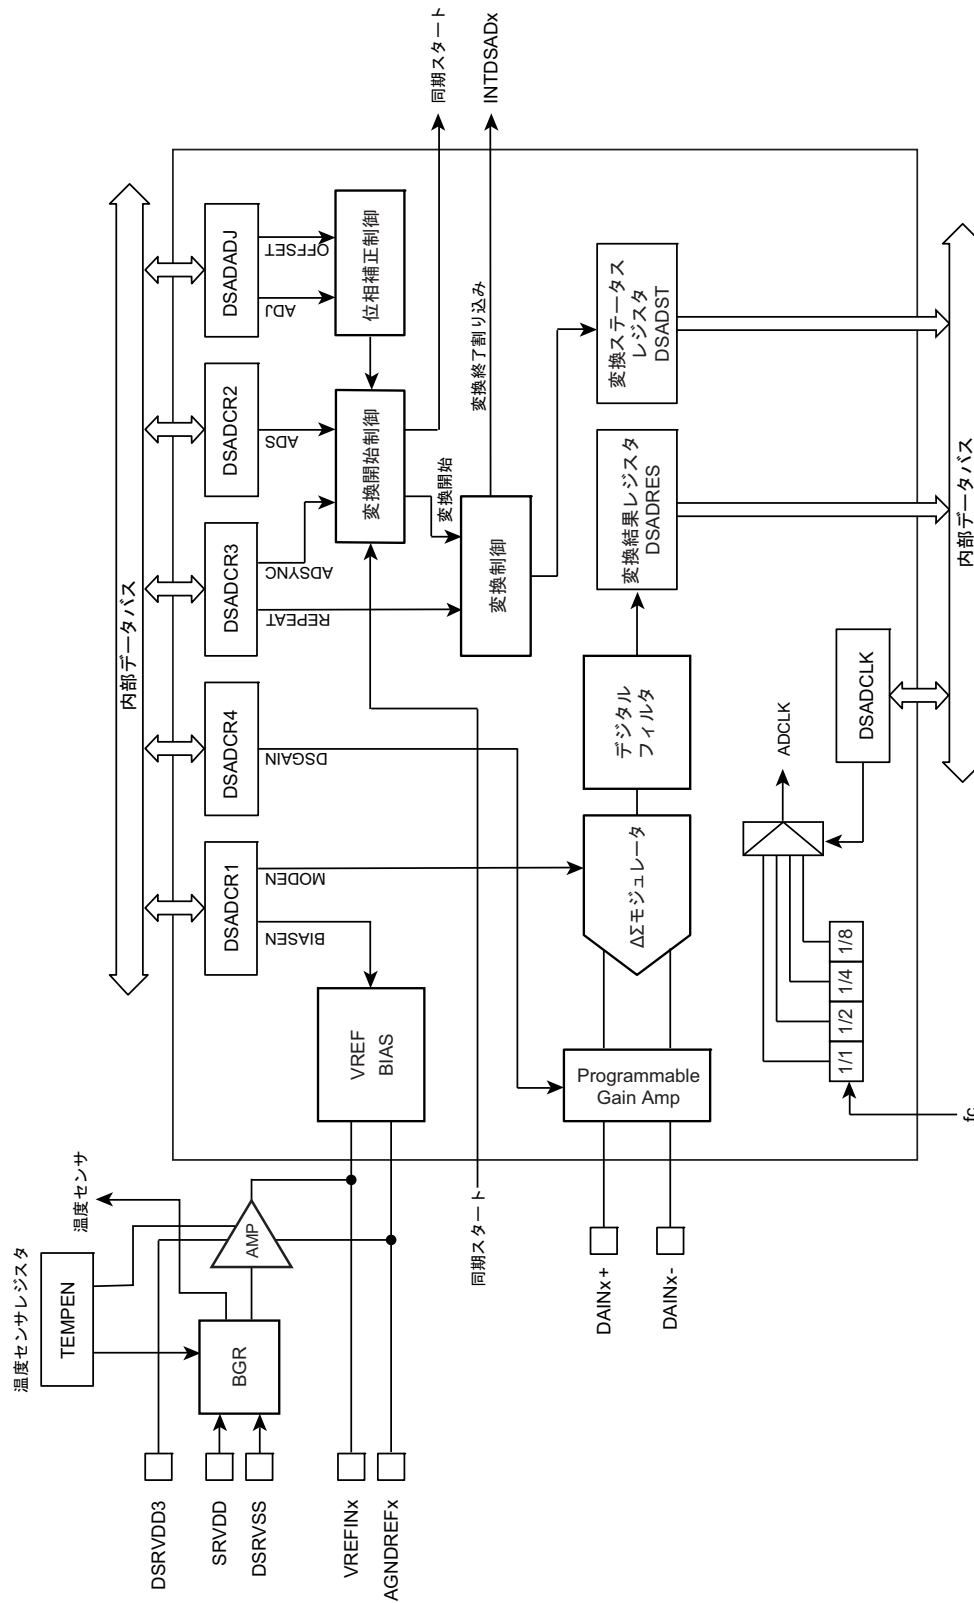 温度センサレジスタ
TEMPEN
温度センサ
DSRVDD3
SRVDD
DSRVSS
VREFINx
AGNDREFx
BGR
AMP
内部データバス
DSADCR1
DSADCR4
DSADCR3
DSADCR2
DSADADJ
BIASEN
MODEN
DSGAIN
REPEAT
ADSYNC
ADS
ADJ
OFFSET
VREF
BIAS
変換開始制御
位相補正制御
同期スタート
同期スタート
変換開始
変換制御
変換終了割り込み
INTDSADx
DAINx+
DAINx-
Programmable
Gain Amp
ΔΣモジュレータ
デジタル
フィルタ
変換結果レジスタ
DSADRES
変換ステータス
レジスタ
DSADST
fc
1/1
1/2
1/4
1/8
ADCLK
DSADCLK
内部データバス